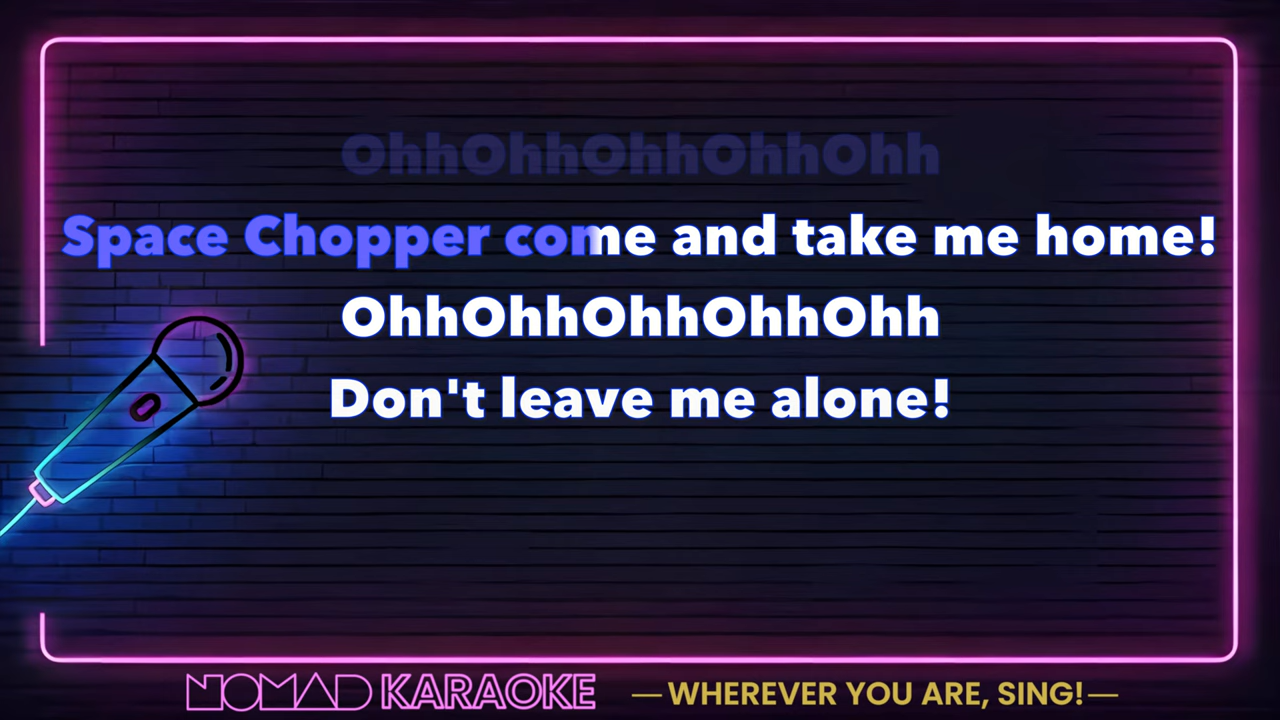 OhhOhhOhhOhhOhh
Space Chopper come and take me home!
OhhOhhOhhOhhOhh
Don't leave me alone!
NOMAD KARAOKE —WHEREVER YOU ARE, SING!—